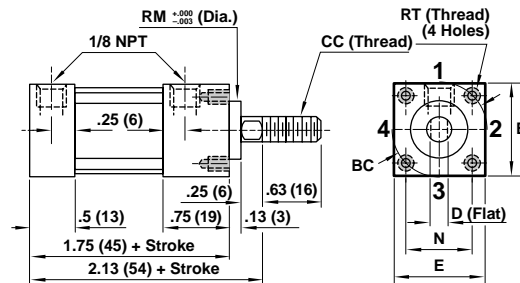 RM +.000 -.003 (Dia.)
RT (Thread)
(4 Holes)
1/8 NPT
CC (Thread)
1
.25 (6)
4
2
E
BC
3
.25 (6)
.63 (16)
.5 (13)
.75 (19)
.13 (3)
D (Flat)
1.75 (45) + Stroke
N
2.13 (54) + Stroke
E